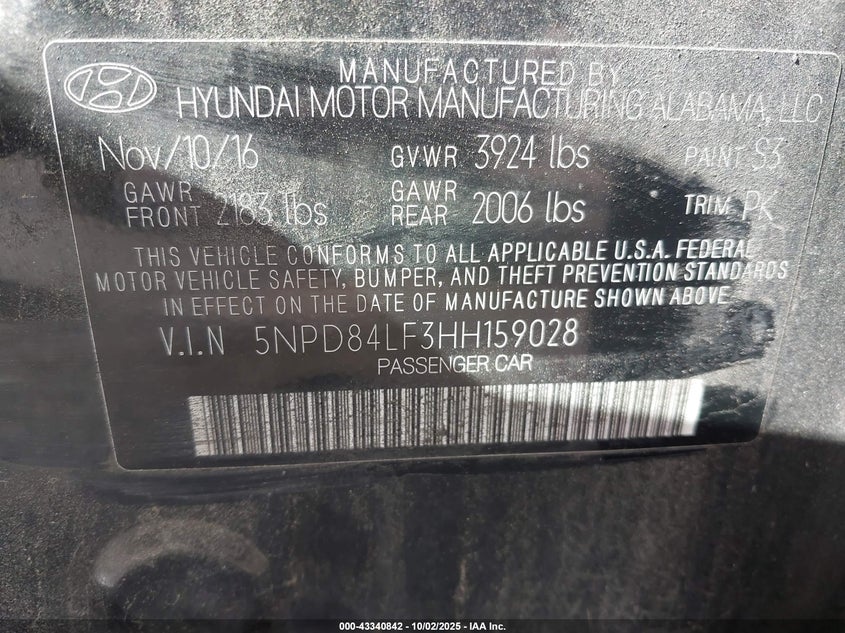 MANUFACTURED BY
HYUNDAI MOTOR MANUFACTURING ALABAMA, LLC
Nov/10/16 GVWR 3924 lbs PAINT S3
GAWR FRONT 2183 lbs GAWR REAR 2006 lbs TRIM PK
THIS VEHICLE CONFORMS TO ALL APPLICABLE U.S.A. FEDERAL
MOTOR VEHICLE SAFETY, BUMPER, AND THEFT PREVENTION STANDARDS
IN EFFECT ON THE DATE OF MANUFACTURE SHOWN ABOVE
V.I.N 5NPD84LF3HH159028
PASSENGER CAR
000-43340842 - 10/02/2025 - IAA Inc.